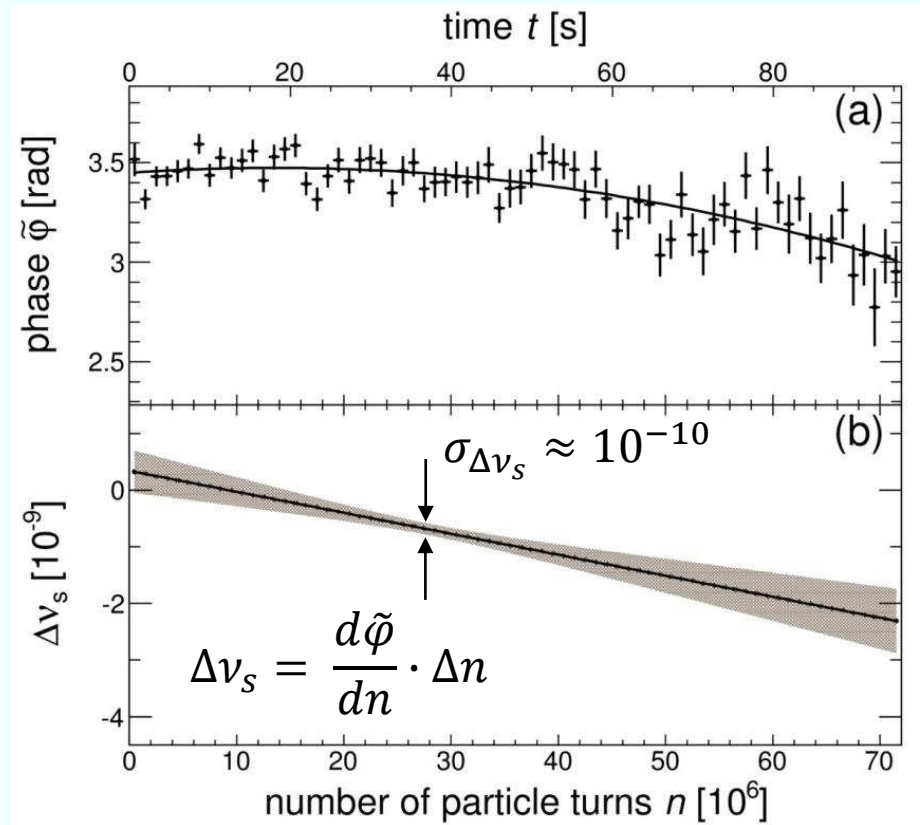 time t [s]
0 20 40 60 80
(a)
phase φ̃ [rad]
3.5
3
2.5
(b)
σ_{Δν_s} ≈ 10^{-10}
Δν_s [10^{-9}]
0
-2
-4
Δν_s = dφ̃/dn · Δn
0 10 20 30 40 50 60 70
number of particle turns n [10^6]